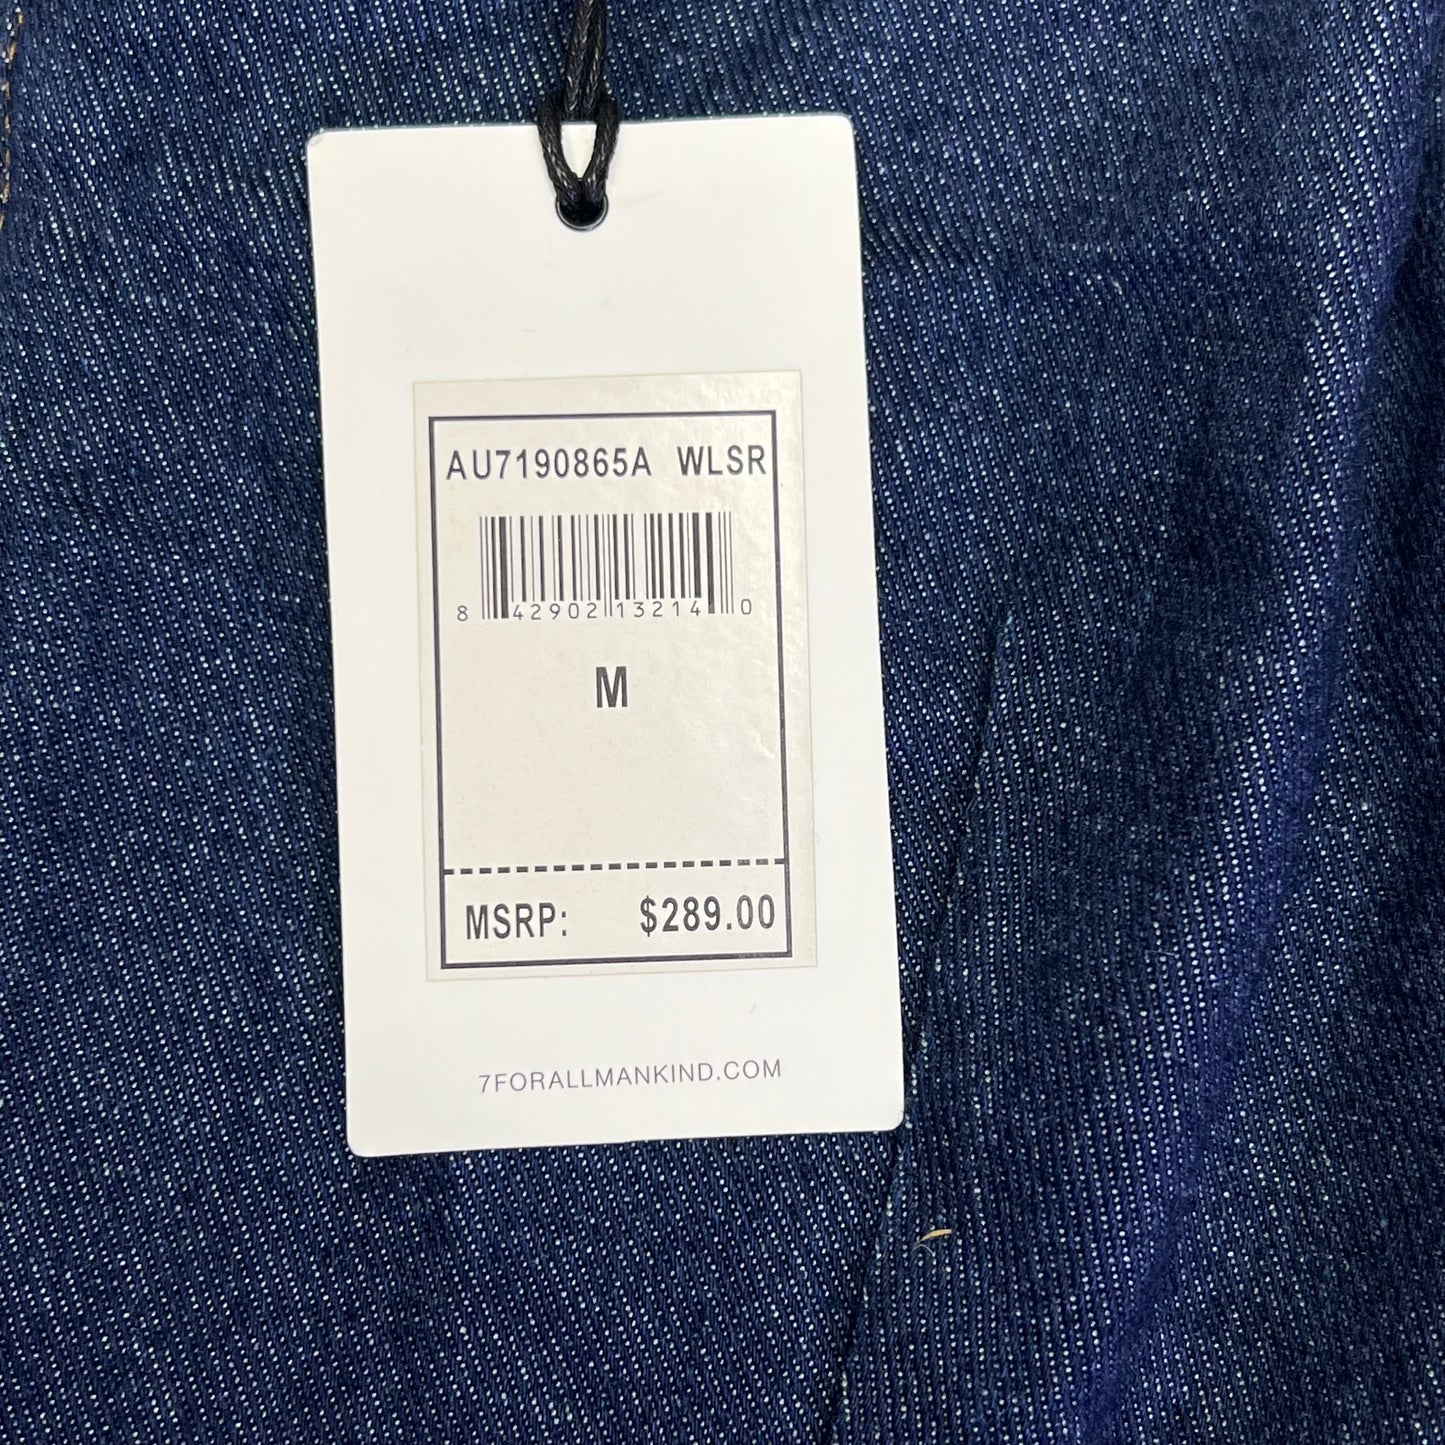 AU7190865A WLSR
8 42902 13214 0
M
MSRP: $289.00
7FORALLMANKIND.COM